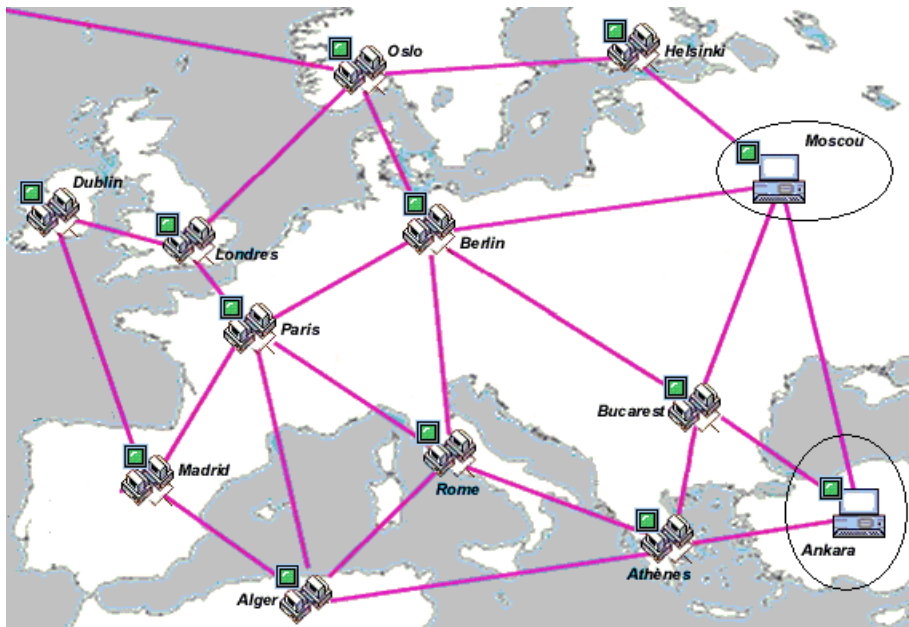 Oslo
Helsinki
Moscou
Dublin
Londres
Berlin
Paris
Bucarest
Madrid
Rome
Ankara
Athènes
Alger